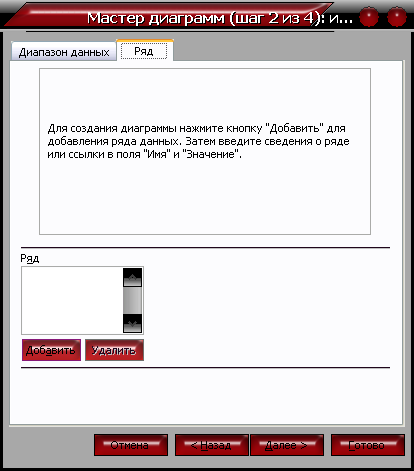 Мастер диаграмм (шаг 2 из 4): и...
Диапазон данных
Ряд
Для создания диаграммы нажмите кнопку "Добавить" для
добавления ряда данных. Затем введите сведения о ряде
или ссылки в поля "Имя" и "Значение".
Ряд
Добавить
Удалить
Отмена
< Назад
Далее >
Готово